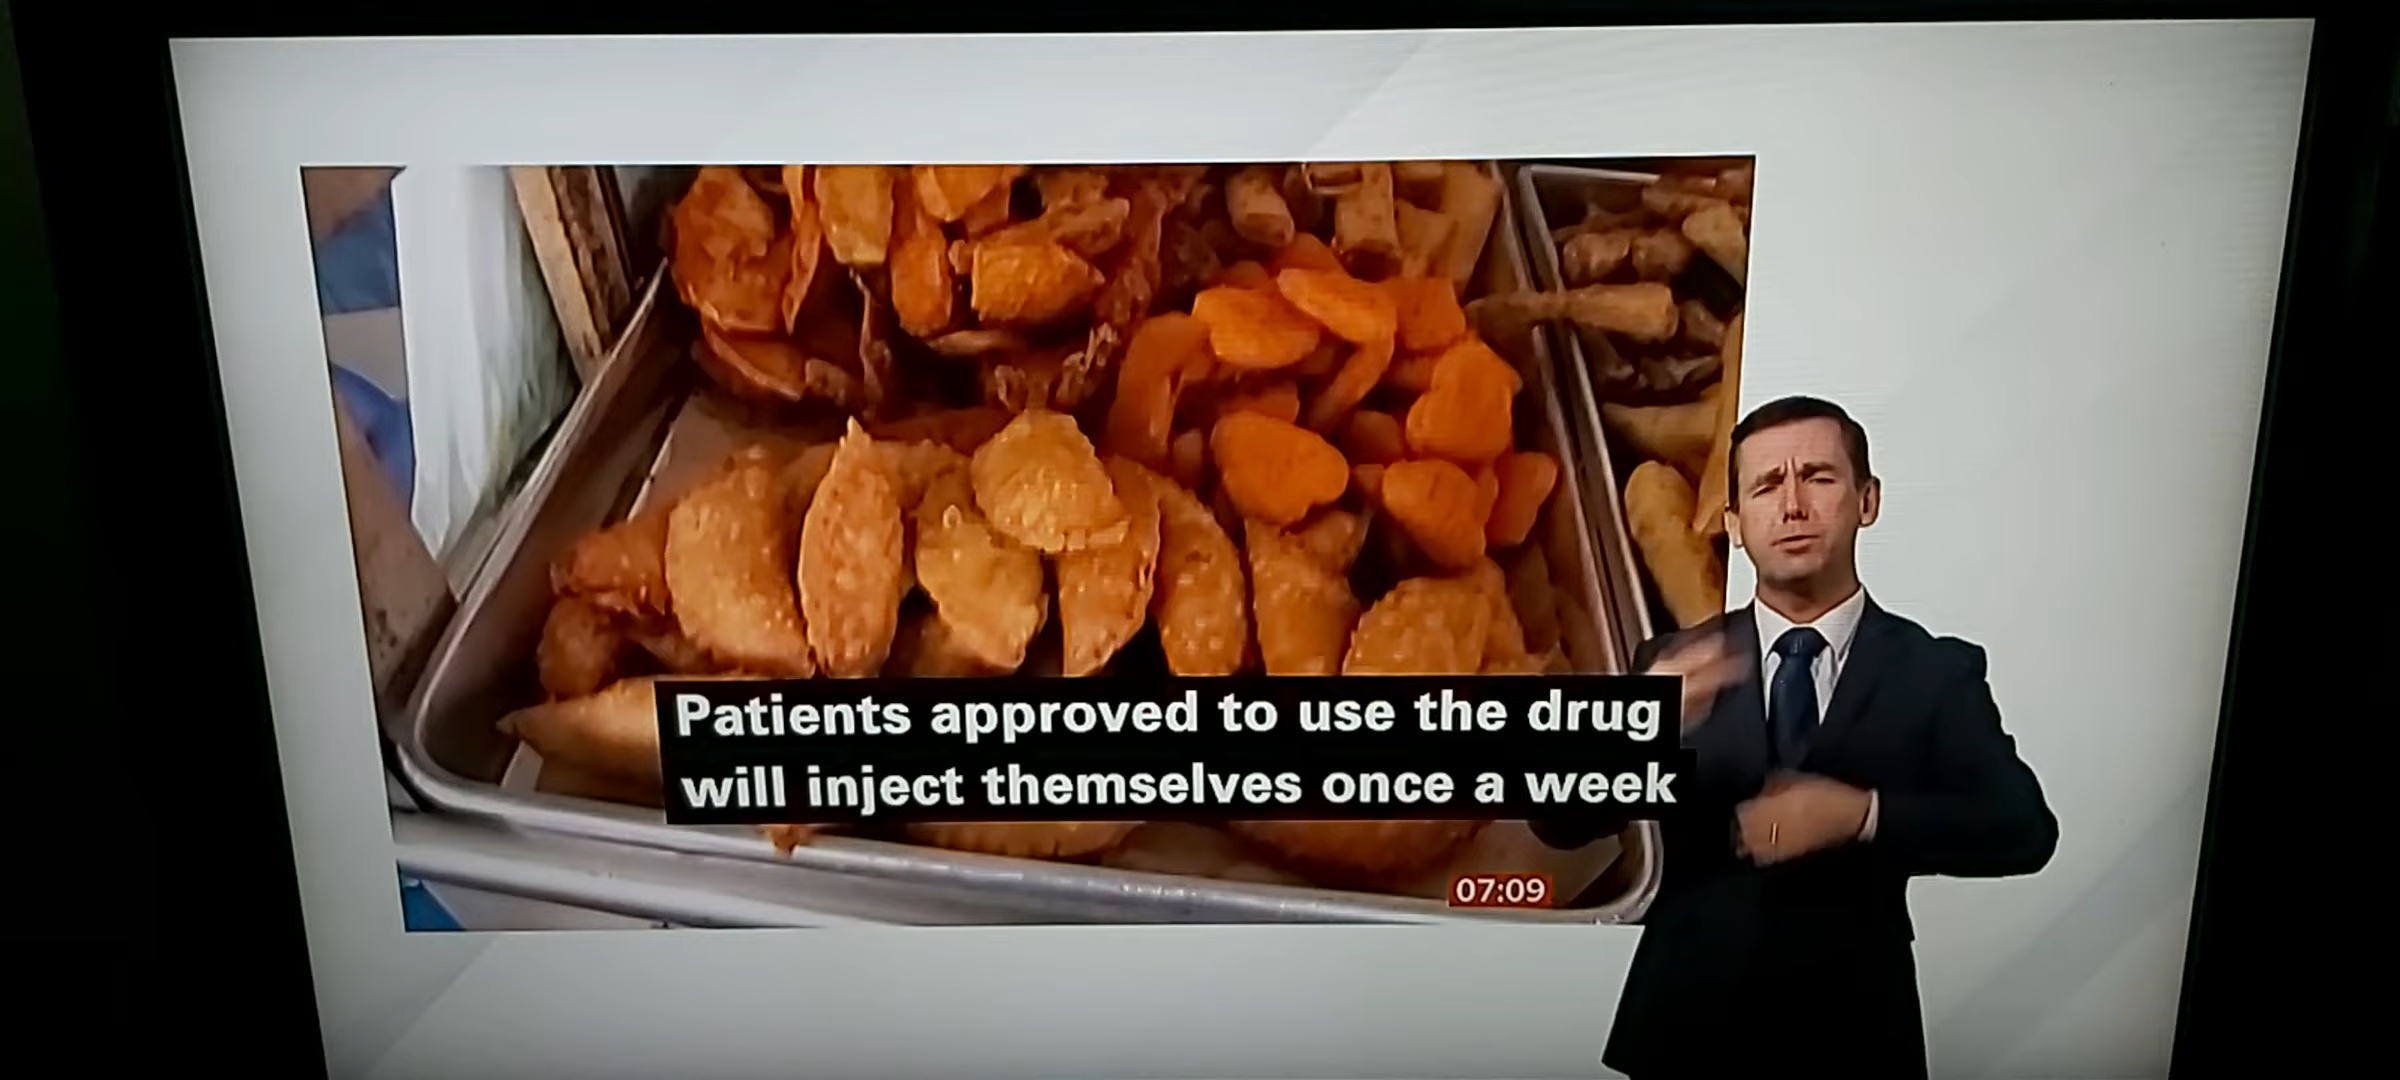 Patients approved to use the drug
will inject themselves once a week
07:09